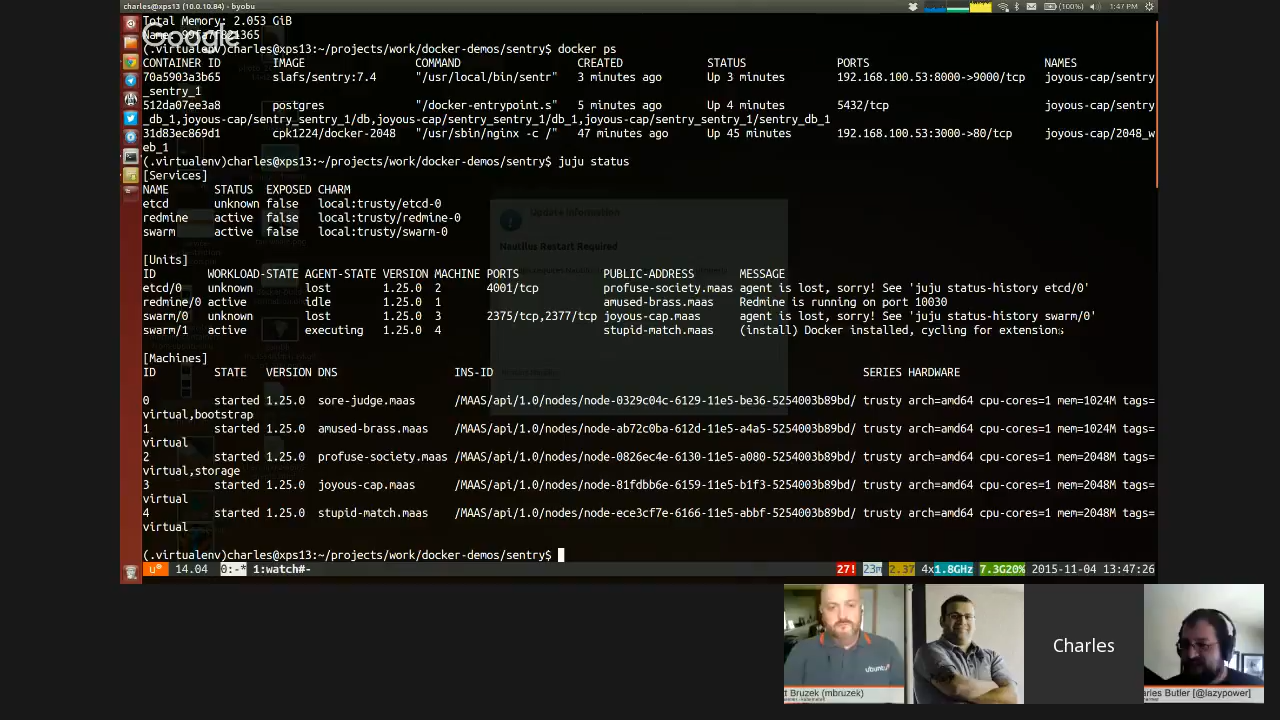 charles@xps13 (10.0.10.84) - byobu
(100%) 1:47 PM
Total Memory: 2.053 GiB
Google
(.virtualenv)charles@xps13:~/projects/work/docker-demos/sentry$ docker ps
CONTAINER ID IMAGE COMMAND CREATED STATUS PORTS NAMES
70a5903a3b65 slafs/sentry:7.4 "/usr/local/bin/sentr" 3 minutes ago Up 3 minutes 192.168.100.53:8000->9000/tcp joyous-cap/sentry
_sentry_1
512da07ee3a8 postgres "/docker-entrypoint.s" 5 minutes ago Up 4 minutes 5432/tcp joyous-cap/sentry
_db_1,joyous-cap/sentry_sentry_1/db,joyous-cap/sentry_sentry_1/db_1,joyous-cap/sentry_sentry_1/sentry_db_1
31d83ec869d1 cpk1224/docker-2048 "/usr/sbin/nginx -c /" 47 minutes ago Up 45 minutes 192.168.100.53:3000->80/tcp joyous-cap/2048_w
eb_1
(.virtualenv)charles@xps13:~/projects/work/docker-demos/sentry$ juju status
[Services]
NAME STATUS EXPOSED CHARM
etcd unknown false local:trusty/etcd-0
redmine active false local:trusty/redmine-0
swarm active false local:trusty/swarm-0
Update information
Nautilus Restart Required
[Units]
ID WORKLOAD-STATE AGENT-STATE VERSION MACHINE PORTS PUBLIC-ADDRESS MESSAGE
etcd/0 unknown lost 1.25.0 2 4001/tcp profuse-society.maas agent is lost, sorry! See 'juju status-history etcd/0'
redmine/0 active idle 1.25.0 1 amused-brass.maas Redmine is running on port 10030
swarm/0 unknown lost 1.25.0 3 2375/tcp,2377/tcp joyous-cap.maas agent is lost, sorry! See 'juju status-history swarm/0'
swarm/1 active executing 1.25.0 4 stupid-match.maas (install) Docker installed, cycling for extensions
[Machines]
ID STATE VERSION DNS INS-ID SERIES HARDWARE
0 started 1.25.0 sore-judge.maas /MAAS/api/1.0/nodes/node-0329c04c-6129-11e5-be36-5254003b89bd/ trusty arch=amd64 cpu-cores=1 mem=1024M tags=
virtual,bootstrap
1 started 1.25.0 amused-brass.maas /MAAS/api/1.0/nodes/node-ab72c0ba-612d-11e5-a4a5-5254003b89bd/ trusty arch=amd64 cpu-cores=1 mem=1024M tags=
virtual
2 started 1.25.0 profuse-society.maas /MAAS/api/1.0/nodes/node-0826ec4e-6130-11e5-a080-5254003b89bd/ trusty arch=amd64 cpu-cores=1 mem=2048M tags=
virtual,storage
3 started 1.25.0 joyous-cap.maas /MAAS/api/1.0/nodes/node-81fdbb6e-6159-11e5-b1f3-5254003b89bd/ trusty arch=amd64 cpu-cores=1 mem=2048M tags=
virtual
4 started 1.25.0 stupid-match.maas /MAAS/api/1.0/nodes/node-ece3cf7e-6166-11e5-abbf-5254003b89bd/ trusty arch=amd64 cpu-cores=1 mem=2048M tags=
virtual
(.virtualenv)charles@xps13:~/projects/work/docker-demos/sentry$
u 14.04 0:-* 1:watch#- 27! 23m 2.37 4x1.8GHz 7.3G20% 2015-11-04 13:47:26
ubuntu
tt Bruzek (mbruzek)
Charles
arles Butler [@lazypower]